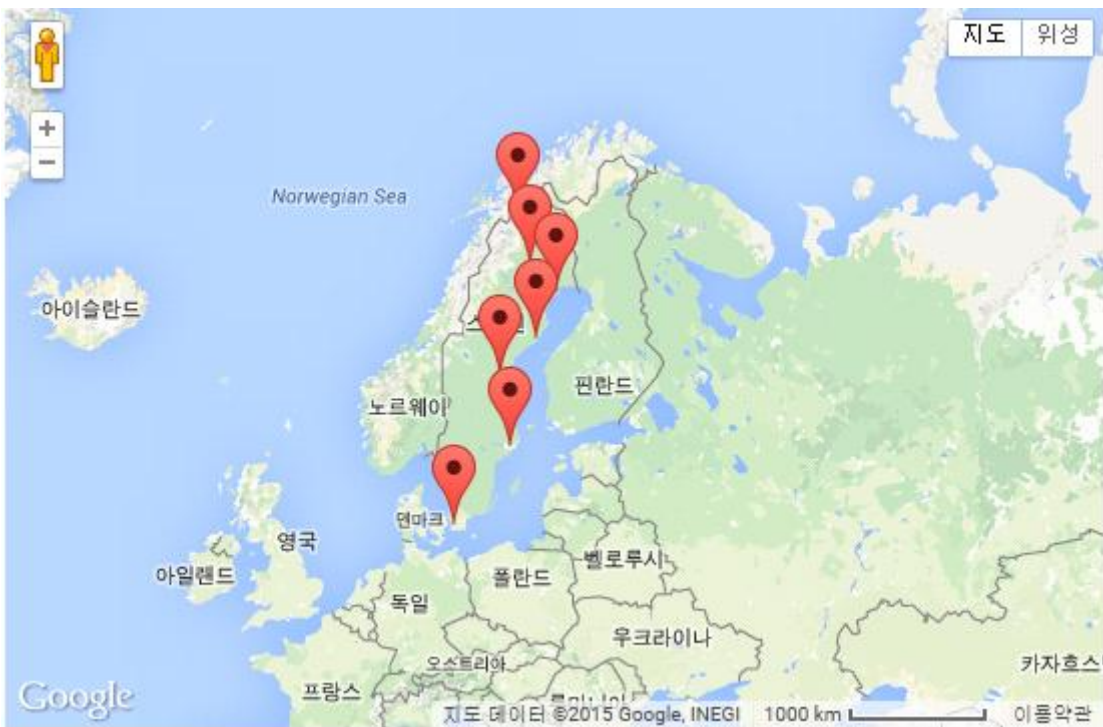 지도 위성
+
−
Norwegian Sea
아이슬란드
핀란드
노르웨이
덴마크
영국
벨로루시
아일랜드
폴란드
독일
우크라이나
오스트리아
카자흐스
프랑스
Google
지도 데이터 ©2015 Google, INEGI 1000 km 이용약관